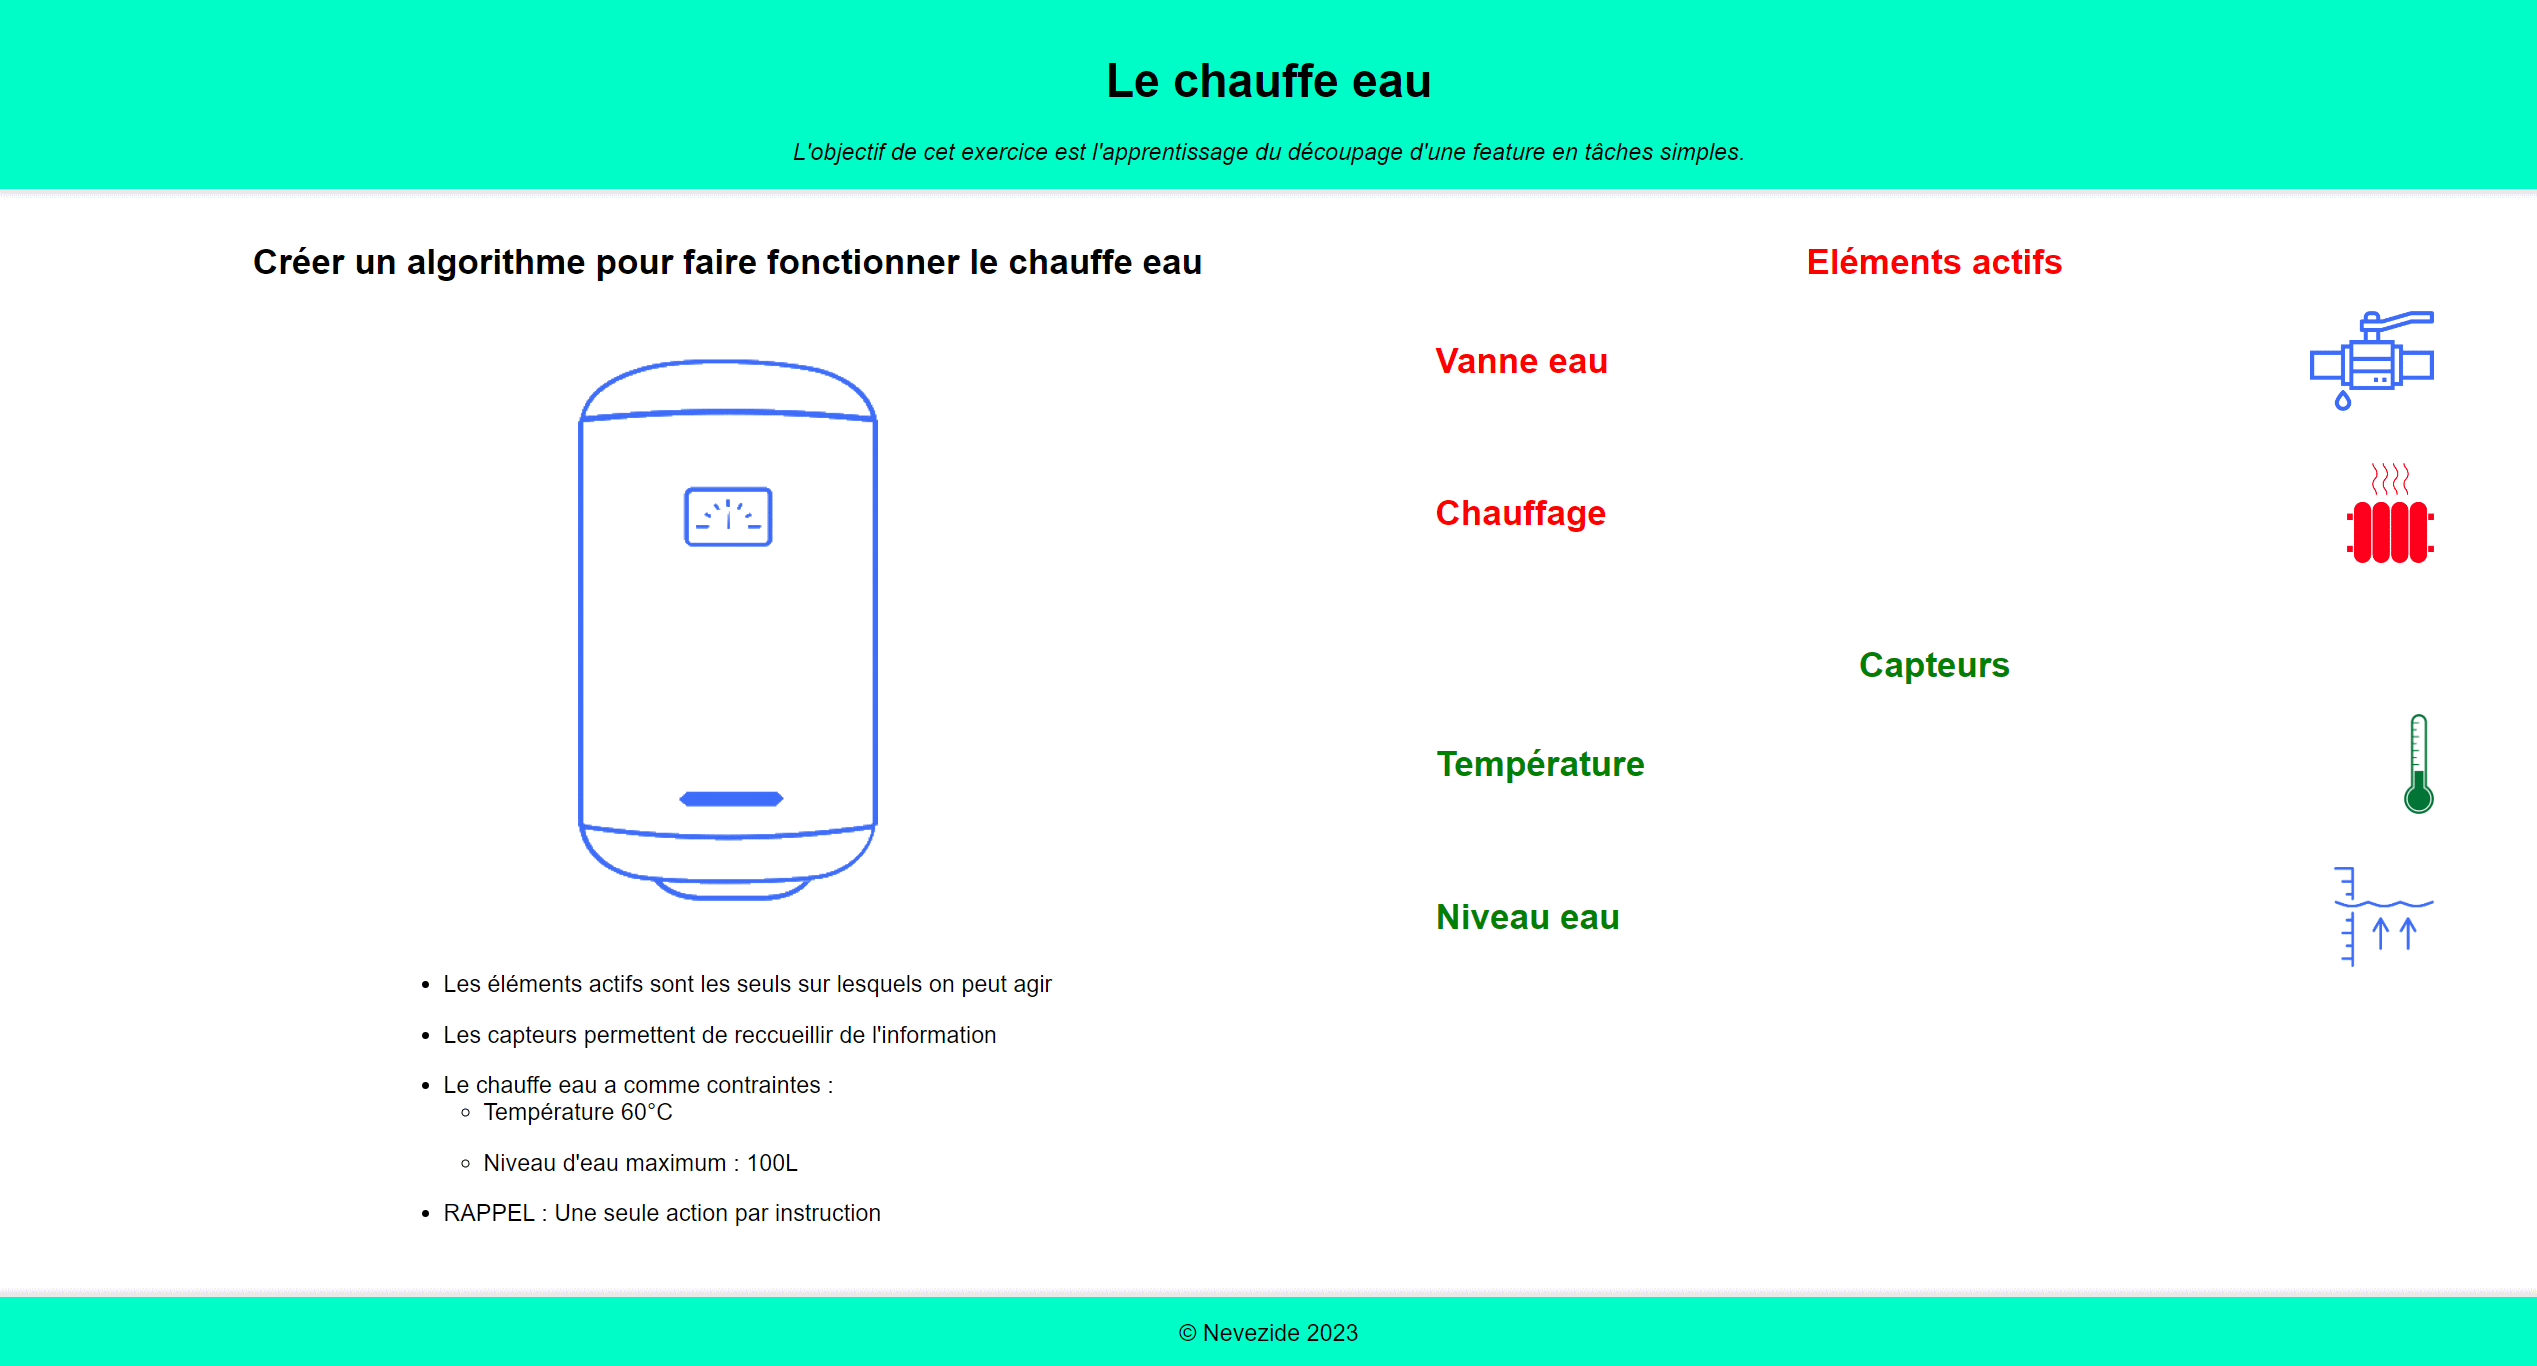 Le chauffe eau
L'objectif de cet exercice est l'apprentissage du découpage d'une feature en tâches simples.
Créer un algorithme pour faire fonctionner le chauffe eau
Les éléments actifs sont les seuls sur lesquels on peut agir
Les capteurs permettent de reccueillir de l'information
Le chauffe eau a comme contraintes :
Température 60°C
Niveau d'eau maximum : 100L
RAPPEL : Une seule action par instruction
Eléments actifs
Vanne eau
Chauffage
Capteurs
Température
Niveau eau
© Nevezide 2023